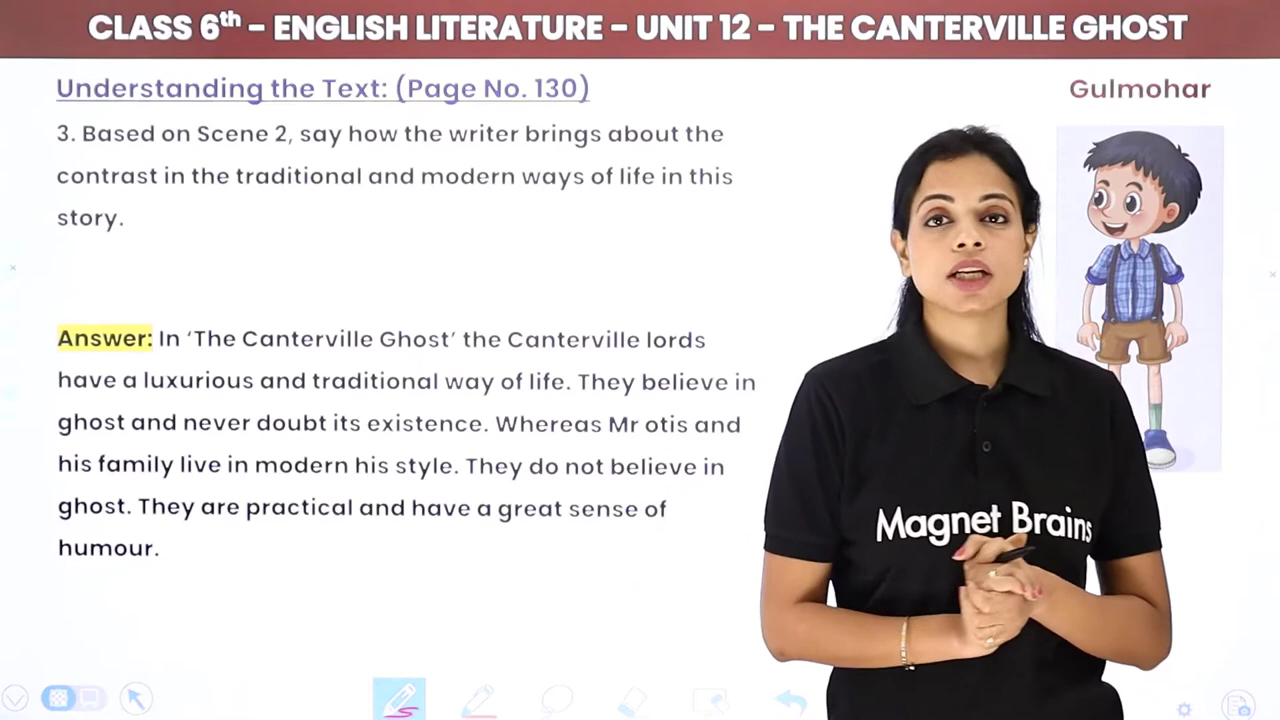 CLASS 6th - ENGLISH LITERATURE - UNIT 12 - THE CANTERVILLE GHOST
Understanding the Text: (Page No. 130)
Gulmohar
3. Based on Scene 2, say how the writer brings about the
contrast in the traditional and modern ways of life in this
story.
Answer: In ‘The Canterville Ghost’ the Canterville lords
have a luxurious and traditional way of life. They believe in
ghost and never doubt its existence. Whereas Mr otis and
his family live in modern his style. They do not believe in
ghost. They are practical and have a great sense of
humour.
Magnet Brains